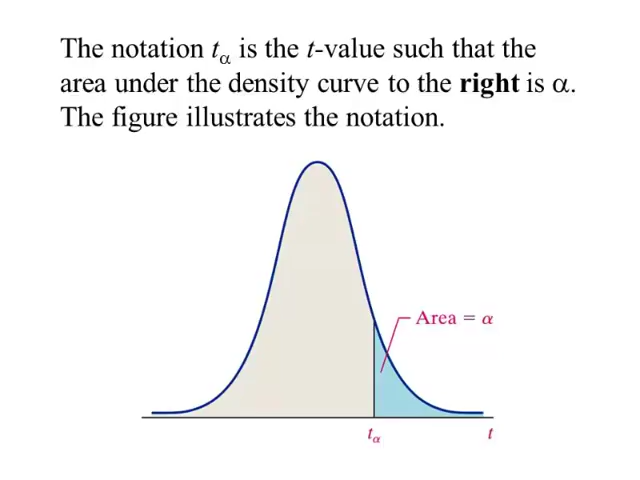 The notation tα is the t-value such that the
area under the density curve to the right is α.
The figure illustrates the notation.
Area = α
tα
t